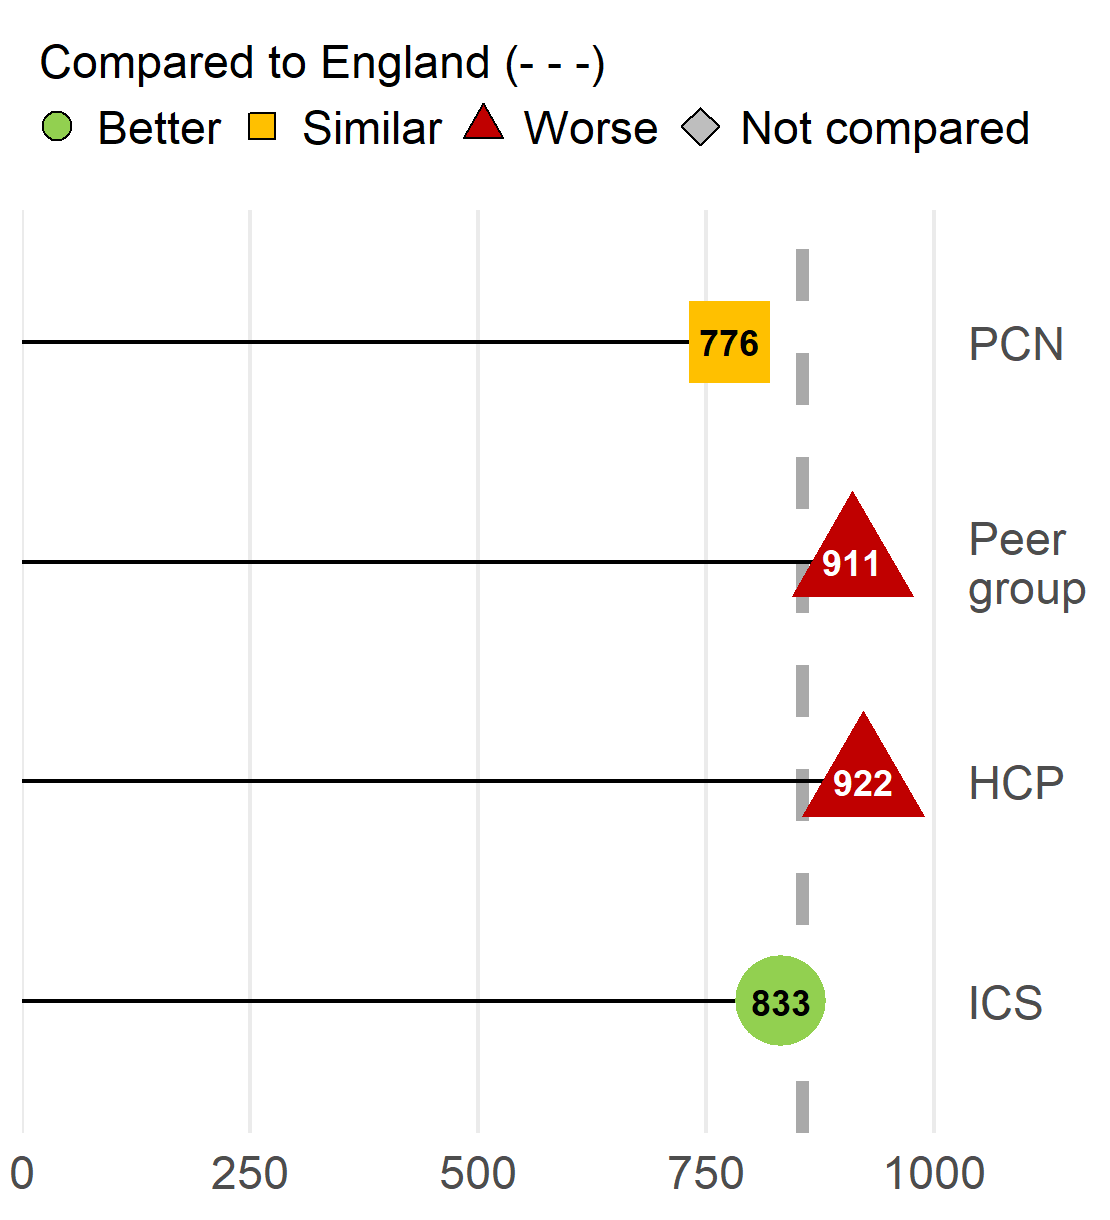 Compared to England (- - -)
Better Similar Worse Not compared
776 PCN
911 Peer
group
922 HCP
833 ICS
0 250 500 750 1000